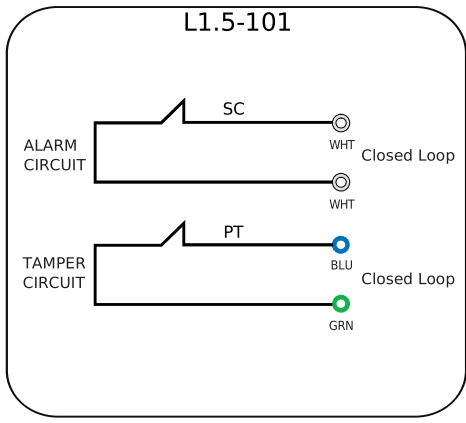 L1.5-101
SC
WHT
ALARM
CIRCUIT
Closed Loop
WHT
PT
BLU
TAMPER
CIRCUIT
Closed Loop
GRN